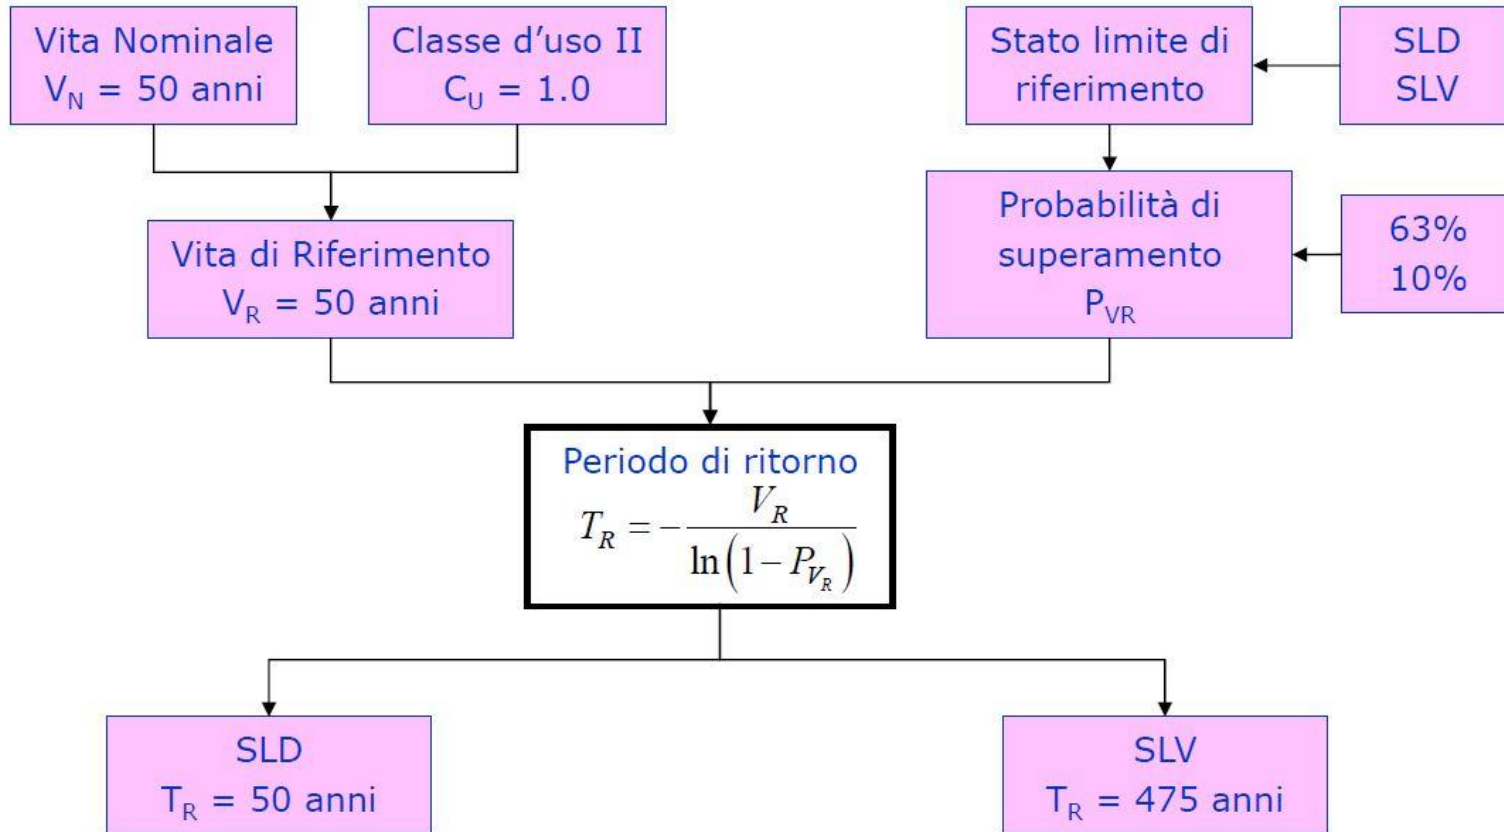 Vita Nominale
V_N = 50 anni
Classe d'uso II
C_U = 1.0
Stato limite di
riferimento
SLD
SLV
Vita di Riferimento
V_R = 50 anni
Probabilità di
superamento
P_VR
63%
10%
Periodo di ritorno
T_R = - V_R / ln(1 - P_{V_R})
SLD
T_R = 50 anni
SLV
T_R = 475 anni